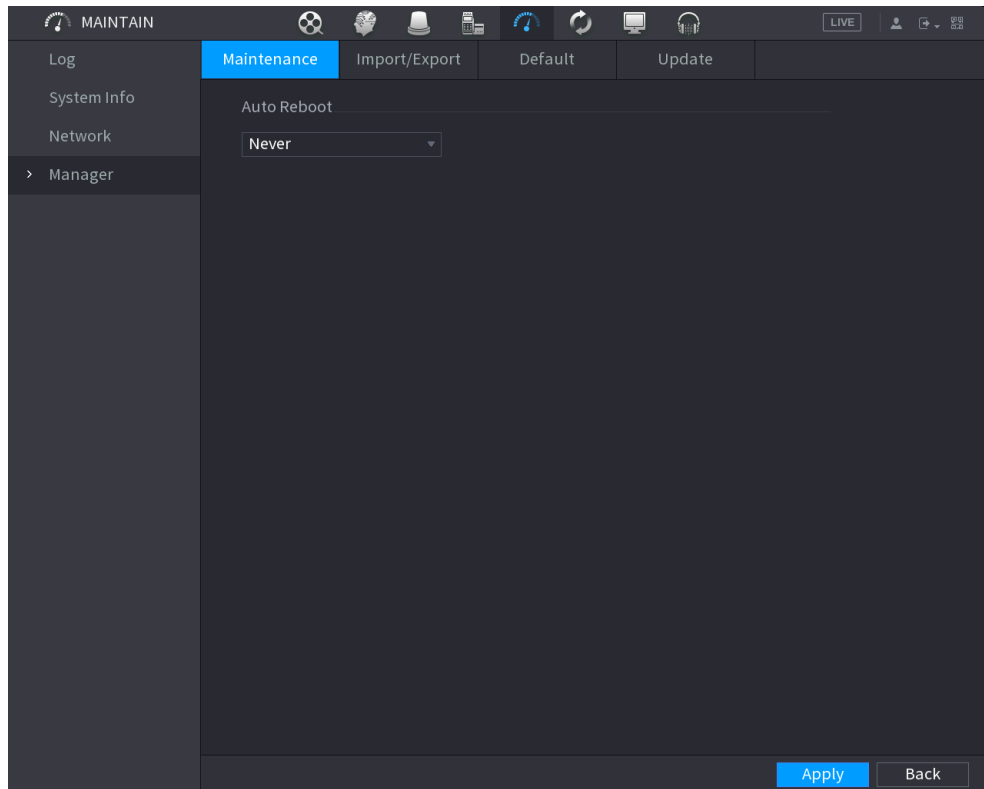 MAINTAIN
LIVE
Log
System Info
Network
Manager
Maintenance Import/Export Default Update
Auto Reboot
Never
Apply Back